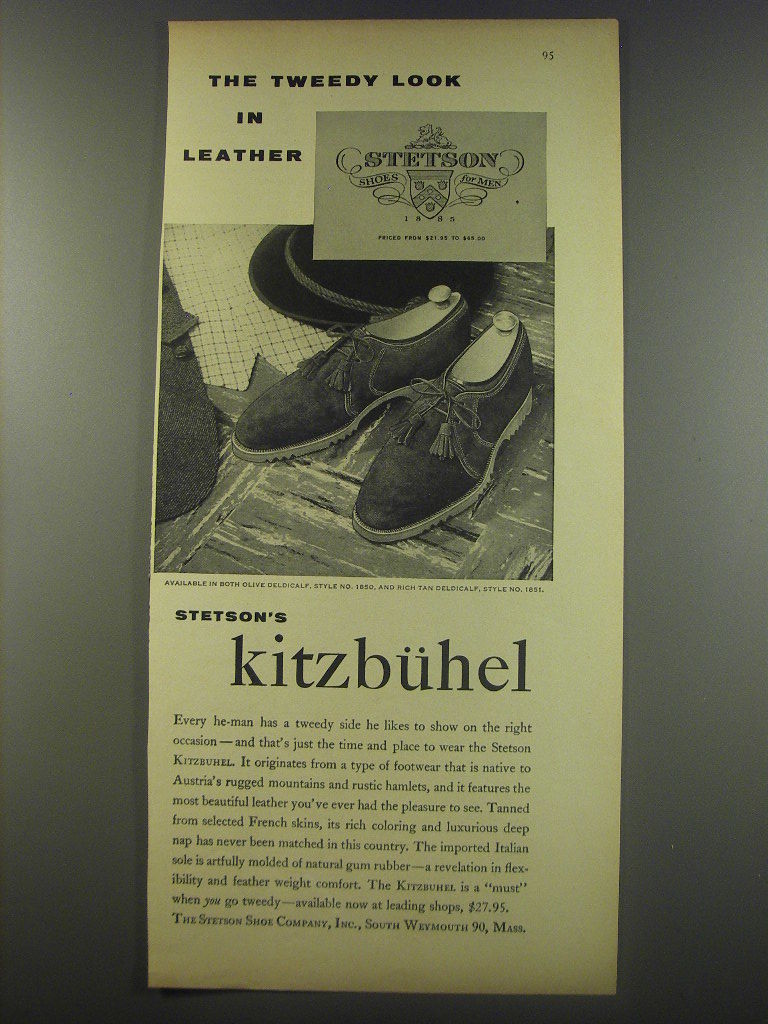 95
THE TWEEDY LOOK
IN
LEATHER
STETSON
SHOES for MEN
1885
PRICED FROM $21.95 TO $65.00
AVAILABLE IN BOTH OLIVE DELDICALF, STYLE NO. 1850, AND RICH TAN DELDICALF, STYLE NO. 1851.
STETSON'S
kitzbühel
Every he-man has a tweedy side he likes to show on the right
occasion—and that's just the time and place to wear the Stetson
KITZBUHEL. It originates from a type of footwear that is native to
Austria's rugged mountains and rustic hamlets, and it features the
most beautiful leather you've ever had the pleasure to see. Tanned
from selected French skins, its rich coloring and luxurious deep
nap has never been matched in this country. The imported Italian
sole is artfully molded of natural gum rubber—a revelation in flex-
ibility and feather weight comfort. The KITZBUHEL is a "must"
when you go tweedy—available now at leading shops, $27.95.
THE STETSON SHOE COMPANY, INC., SOUTH WEYMOUTH 90, MASS.